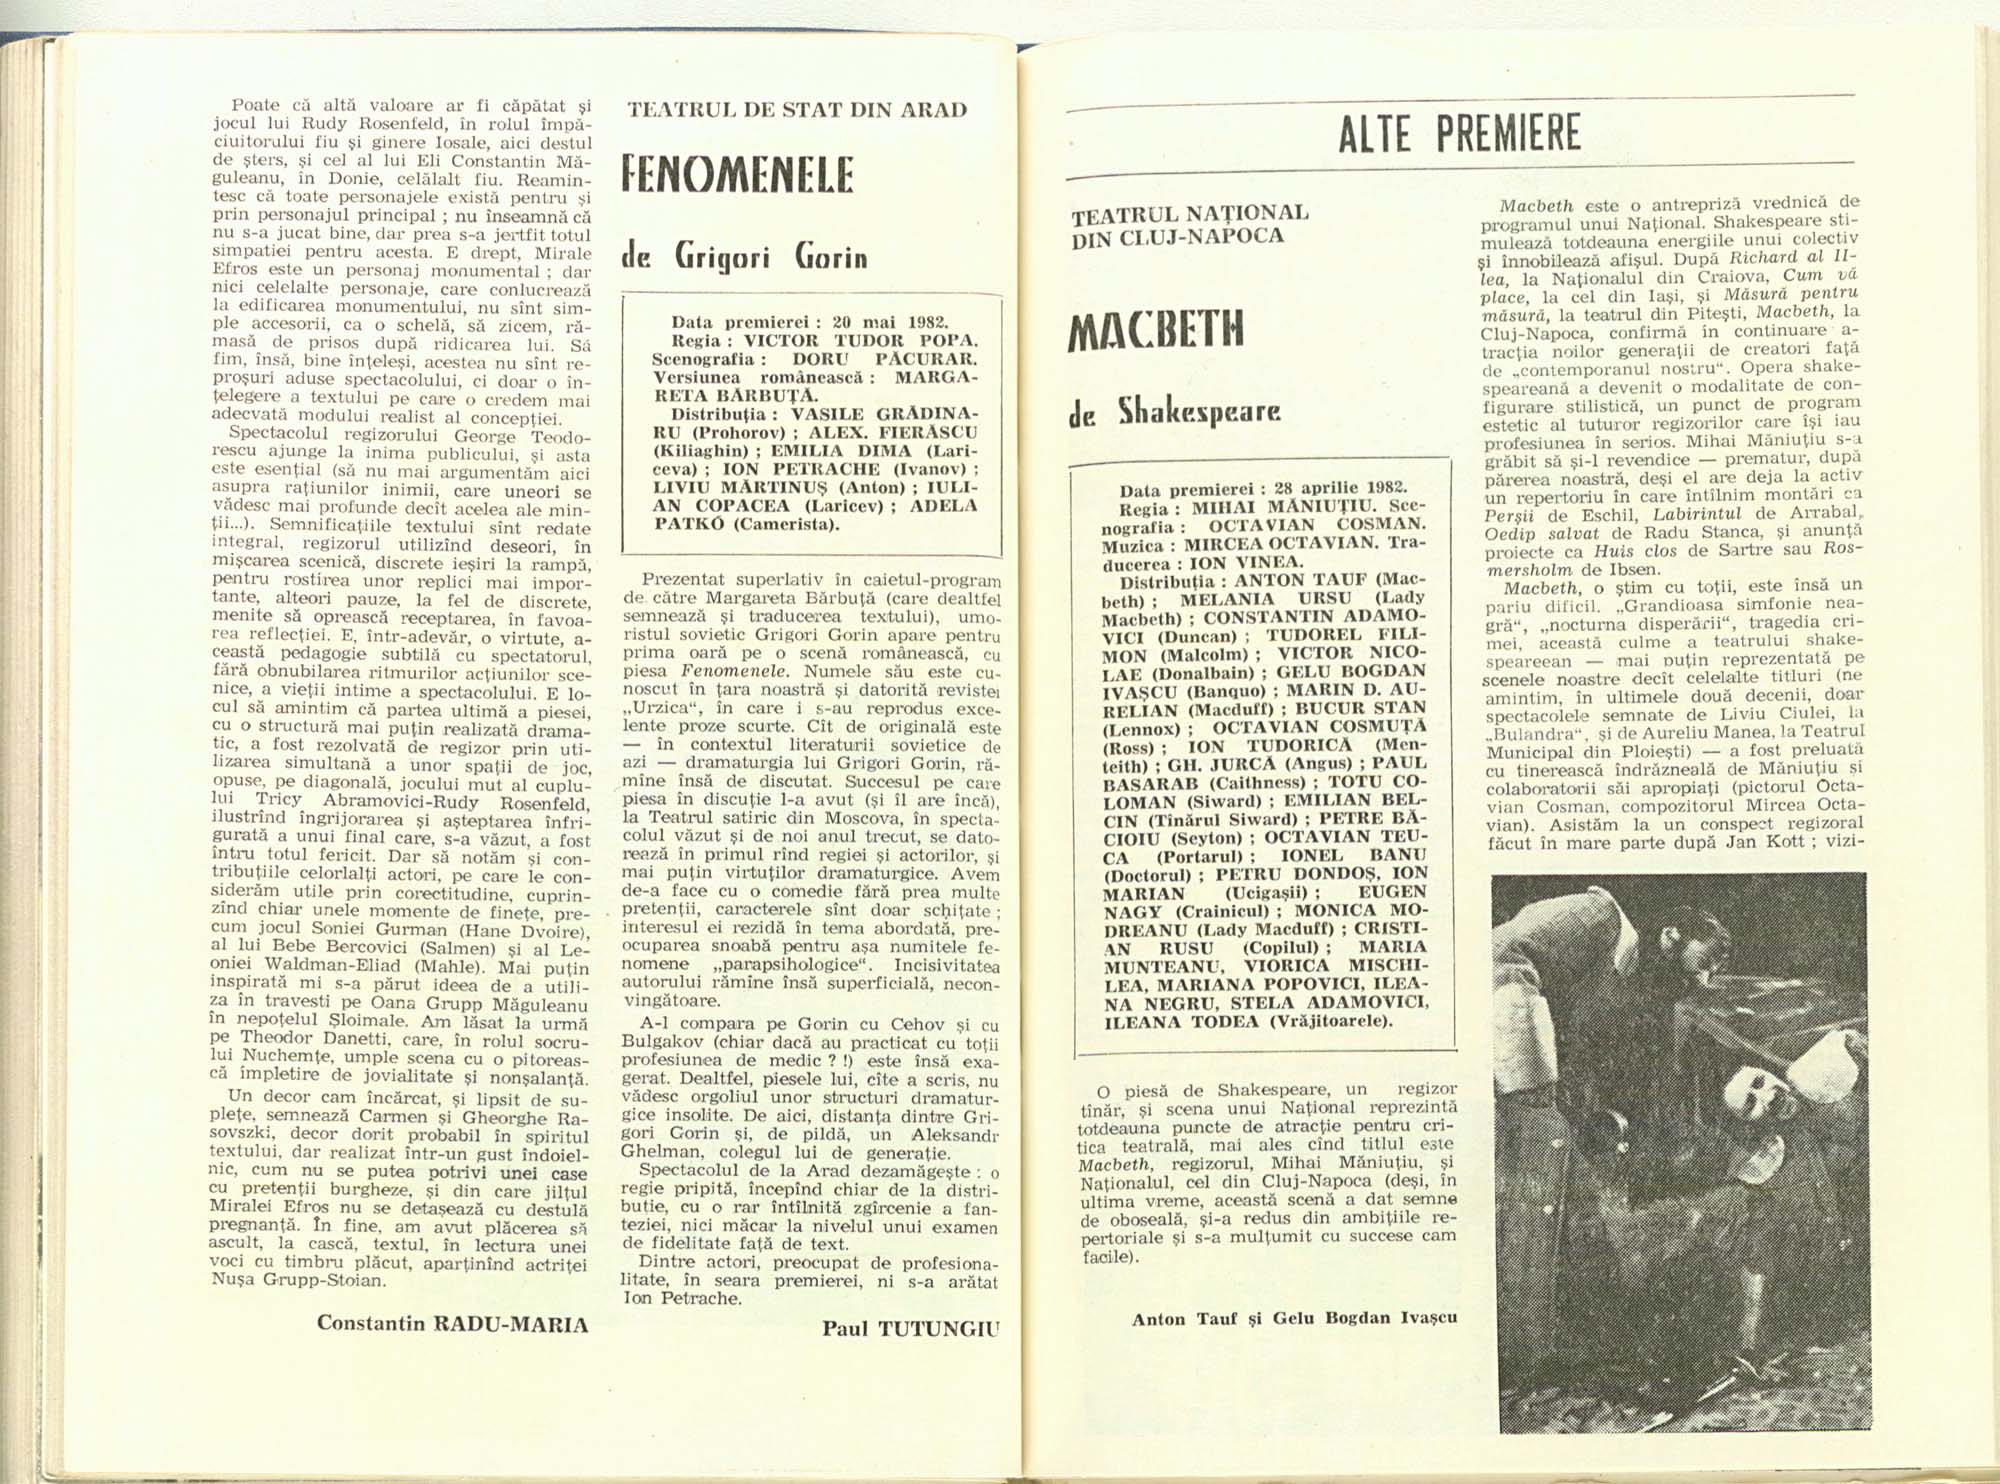 Poate că altă valoare ar fi căpătat și
jocul lui Rudy Rosenfeld, în rolul împă-
ciuitorului fiu și ginere Iosale, aici destul
de șters, și cel al lui Eli Constantin Mă-
guleanu, în Donie, celălalt fiu. Reamin-
tesc că toate personajele există pentru și
prin personajul principal ; nu înseamnă că
nu s-a jucat bine, dar prea s-a jertfit totul
simpatiei pentru acesta. E drept, Mirale
Efros este un personaj monumental ; dar
nici celelalte personaje, care conlucrează
la edificarea monumentului, nu sînt sim-
ple accesorii, ca o schelă, să zicem, ră-
masă de prisos după ridicarea lui. Să
fim, însă, bine înțeleși, acestea nu sînt re-
proșuri aduse spectacolului, ci doar o în-
țelegere a textului pe care o credem mai
adecvată modului realist al concepției.
Spectacolul regizorului George Teodo-
rescu ajunge la inima publicului, și asta
este esențial (să nu mai argumentăm aici
asupra rațiunilor inimii, care uneori se
vădesc mai profunde decît acelea ale min-
ții...). Semnificațiile textului sînt redate
integral, regizorul utilizînd deseori, în
mișcarea scenică, discrete ieșiri la rampă,
pentru rostirea unor replici mai impor-
tante, alteori pauze, la fel de discrete,
menite să oprească receptarea, în favoa-
rea reflecției. E, într-adevăr, o virtute, a-
ceastă pedagogie subtilă cu spectatorul,
fără obnubilarea ritmurilor acțiunilor sce-
nice, a vieții intime a spectacolului. E lo-
cul să amintim că partea ultimă a piesei,
cu o structură mai puțin realizată drama-
tic, a fost rezolvată de regizor prin uti-
lizarea simultană a unor spații de joc,
opuse, pe diagonală, jocului mut al cuplu-
lui Tricy Abramovici-Rudy Rosenfeld,
ilustrînd îngrijorarea și așteptarea înfri-
gurată a unui final care, s-a văzut, a fost
întru totul fericit. Dar să notăm și con-
tribuțiile celorlalți actori, pe care le con-
siderăm utile prin corectitudine, cuprin-
zînd chiar unele momente de finețe, pre-
cum jocul Soniei Gurman (Hane Dvoire),
al lui Bebe Bercovici (Salmen) și al Le-
oniei Waldman-Eliad (Mahle). Mai puțin
inspirată mi s-a părut ideea de a utili-
za în travesti pe Oana Grupp Măguleanu
în nepoțelul Șloimale. Am lăsat la urmă
pe Theodor Danetti, care, în rolul socru-
lui Nuchemțe, umple scena cu o pitoreas-
că împletire de jovialitate și nonșalanță.
Un decor cam încărcat, și lipsit de su-
plețe, semnează Carmen și Gheorghe Ra-
sovszki, decor dorit probabil în spiritul
textului, dar realizat într-un gust îndoiel-
nic, cum nu se putea potrivi unei case
cu pretenții burgheze, și din care jilțul
Miralei Efros nu se detașează cu destulă
pregnanță. În fine, am avut plăcerea să
ascult, la cască, textul, în lectura unei
voci cu timbru plăcut, aparținînd actriței
Nușa Grupp-Stoian.
Constantin RADU-MARIA
TEATRUL DE STAT DIN ARAD
FENOMENELE
de Grigori Gorin
Data premierei : 20 mai 1982.
Regia : VICTOR TUDOR POPA.
Scenografia : DORU PĂCURAR.
Versiunea românească : MARGA-
RETA BĂRBUȚĂ.
Distribuția : VASILE GRĂDINA-
RU (Prohorov) ; ALEX. FIERĂSCU
(Kiliaghin) ; EMILIA DIMA (Lari-
ceva) ; ION PETRACHE (Ivanov) ;
LIVIU MĂRTINUȘ (Anton) ; IULI-
AN COPACEA (Laricev) ; ADELA
PATKÓ (Camerista).
Prezentat superlativ în caietul-program
de către Margareta Bărbuță (care dealtfel
semnează și traducerea textului), umo-
ristul sovietic Grigori Gorin apare pentru
prima oară pe o scenă românească, cu
piesa Fenomenele. Numele său este cu-
noscut în țara noastră și datorită revistei
„Urzica“, în care i s-au reprodus exce-
lente proze scurte. Cît de originală este
— în contextul literaturii sovietice de
azi — dramaturgia lui Grigori Gorin, ră-
mîne însă de discutat. Succesul pe care
piesa în discuție l-a avut (și îl are încă),
la Teatrul satiric din Moscova, în specta-
colul văzut și de noi anul trecut, se dato-
rează în primul rînd regiei și actorilor, și
mai puțin virtuților dramaturgice. Avem
de-a face cu o comedie fără prea multe
pretenții, caracterele sînt doar schițate ;
interesul ei rezidă în tema abordată, pre-
ocuparea snoabă pentru așa numitele fe-
nomene „parapsihologice“. Incisivitatea
autorului rămîne însă superficială, necon-
vingătoare.
A-l compara pe Gorin cu Cehov și cu
Bulgakov (chiar dacă au practicat cu toții
profesiunea de medic ? !) este însă exa-
gerat. Dealtfel, piesele lui, cîte a scris, nu
vădesc orgoliul unor structuri dramatur-
gice insolite. De aici, distanța dintre Gri-
gori Gorin și, de pildă, un Aleksandr
Ghelman, colegul lui de generație.
Spectacolul de la Arad dezamăgește : o
regie pripită, începînd chiar de la distri-
buție, cu o rar întîlnită zgîrcenie a fan-
teziei, nici măcar la nivelul unui examen
de fidelitate față de text.
Dintre actori, preocupat de profesiona-
litate, în seara premierei, ni s-a arătat
Ion Petrache.
Paul TUTUNGIU
ALTE PREMIERE
TEATRUL NAȚIONAL
DIN CLUJ-NAPOCA
MACBETH
de Shakespeare
Data premierei : 28 aprilie 1982.
Regia : MIHAI MĂNIUȚIU. Sce-
nografia : OCTAVIAN COSMAN.
Muzica : MIRCEA OCTAVIAN. Tra-
ducerea : ION VINEA.
Distribuția : ANTON TAUF (Mac-
beth) ; MELANIA URSU (Lady
Macbeth) ; CONSTANTIN ADAMO-
VICI (Duncan) ; TUDOREL FILI-
MON (Malcolm) ; VICTOR NICO-
LAE (Donalbain) ; GELU BOGDAN
IVAȘCU (Banquo) ; MARIN D. AU-
RELIAN (Macduff) ; BUCUR STAN
(Lennox) ; OCTAVIAN COSMUȚĂ
(Ross) ; ION TUDORICĂ (Men-
teith) ; GH. JURCĂ (Angus) ; PAUL
BASARAB (Caithness) ; TOTU CO-
LOMAN (Siward) ; EMILIAN BEL-
CIN (Tînărul Siward) ; PETRE BĂ-
CIOIU (Seyton) ; OCTAVIAN TEU-
CA (Portarul) ; IONEL BANU
(Doctorul) ; PETRU DONDOȘ, ION
MARIAN (Ucigașii) ; EUGEN
NAGY (Crainicul) ; MONICA MO-
DREANU (Lady Macduff) ; CRISTI-
AN RUSU (Copilul) ; MARIA
MUNTEANU, VIORICA MISCHI-
LEA, MARIANA POPOVICI, ILEA-
NA NEGRU, STELA ADAMOVICI,
ILEANA TODEA (Vrăjitoarele).
O piesă de Shakespeare, un regizor
tînăr, și scena unui Național reprezintă
totdeauna puncte de atracție pentru cri-
tica teatrală, mai ales cînd titlul este
Macbeth, regizorul, Mihai Măniuțiu, și
Naționalul, cel din Cluj-Napoca (deși, în
ultima vreme, această scenă a dat semne
de oboseală, și-a redus din ambițiile re-
pertoriale și s-a mulțumit cu succese cam
facile).
Anton Tauf și Gelu Bogdan Ivașcu
Macbeth este o antrepriză vrednică de
programul unui Național. Shakespeare sti-
mulează totdeauna energiile unui colectiv
și înnobilează afișul. După Richard al II-
lea, la Naționalul din Craiova, Cum vă
place, la cel din Iași, și Măsură pentru
măsură, la teatrul din Pitești, Macbeth, la
Cluj-Napoca, confirmă în continuare a-
tracția noilor generații de creatori față
de „contemporanul nostru“. Opera shake-
speareană a devenit o modalitate de con-
figurare stilistică, un punct de program
estetic al tuturor regizorilor care își iau
profesiunea în serios. Mihai Măniuțiu s-a
grăbit să și-l revendice — prematur, după
părerea noastră, deși el are deja la activ
un repertoriu în care întîlnim montări ca
Perșii de Eschil, Labirintul de Arrabal,
Oedip salvat de Radu Stanca, și anunță
proiecte ca Huis clos de Sartre sau Ros-
mersholm de Ibsen.
Macbeth, o știm cu toții, este însă un
pariu dificil. „Grandioasa simfonie nea-
gră“, „nocturna disperării“, tragedia cri-
mei, această culme a teatrului shake-
speareean — mai puțin reprezentată pe
scenele noastre decît celelalte titluri (ne
amintim, în ultimele două decenii, doar
spectacolele semnate de Liviu Ciulei, la
„Bulandra“, și de Aureliu Manea, la Teatrul
Municipal din Ploiești) — a fost preluată
cu tinerească îndrăzneală de Măniuțiu și
colaboratorii săi apropiați (pictorul Octa-
vian Cosman, compozitorul Mircea Octa-
vian). Asistăm la un conspect regizoral
făcut în mare parte după Jan Kott ; vizi-